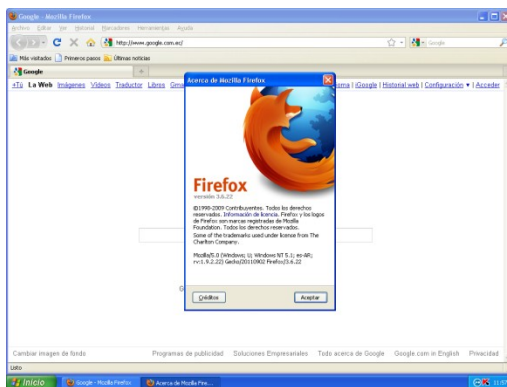 Google - Mozilla Firefox
Archivo Editar Ver Historial Marcadores Herramientas Ayuda
http://www.google.com.ec/
Google
Más visitados Primeros pasos Últimas noticias
Google
+Tú La Web Imágenes Vídeos Traductor Libros
iGoogle | Historial web | Configuración ▾ | Acceder
Acerca de Mozilla Firefox
Firefox
versión 3.6.22
©1998-2009 Contribuyentes. Todos los derechos
reservados. Información de licencia. Firefox y los logos
de Firefox son marcas registradas de Mozilla
Foundation. Todos los derechos reservados.
Some of the trademarks used under license from The
Charlton Company.
Mozilla/5.0 (Windows; U; Windows NT 5.1; es-AR;
rv:1.9.2.22) Gecko/20110902 Firefox/3.6.22
Créditos Aceptar
Cambiar imagen de fondo Programas de publicidad Soluciones Empresariales Todo acerca de Google Google.com in English Privacidad
Listo
Inicio Google - Mozilla Firefox Acerca de Mozilla Fire...